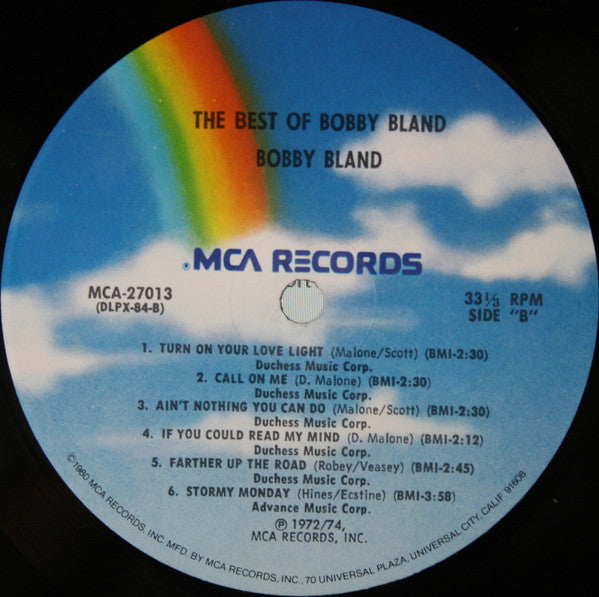 THE BEST OF BOBBY BLAND
BOBBY BLAND
®MCA RECORDS
MCA-27013
(DLPX-84-B)
33 1/3 RPM
SIDE "B"
1. TURN ON YOUR LOVE LIGHT (Malone/Scott) (BMI-2:30)
Duchess Music Corp.
2. CALL ON ME (D. Malone) (BMI-2:30)
Duchess Music Corp.
3. AIN'T NOTHING YOU CAN DO (Malone/Scott) (BMI-2:30)
Duchess Music Corp.
4. IF YOU COULD READ MY MIND (D. Malone) (BMI-2:12)
Duchess Music Corp.
5. FARTHER UP THE ROAD (Robey/Veasey) (BMI-2:45)
Duchess Music Corp.
6. STORMY MONDAY (Hines/Ecstine) (BMI-3:58)
Advance Music Corp.
℗ 1972/74,
MCA RECORDS, INC.
©1980 MCA RECORDS, INC. MFD. BY MCA RECORDS, INC., 70 UNIVERSAL PLAZA, UNIVERSAL CITY, CALIF. 91608